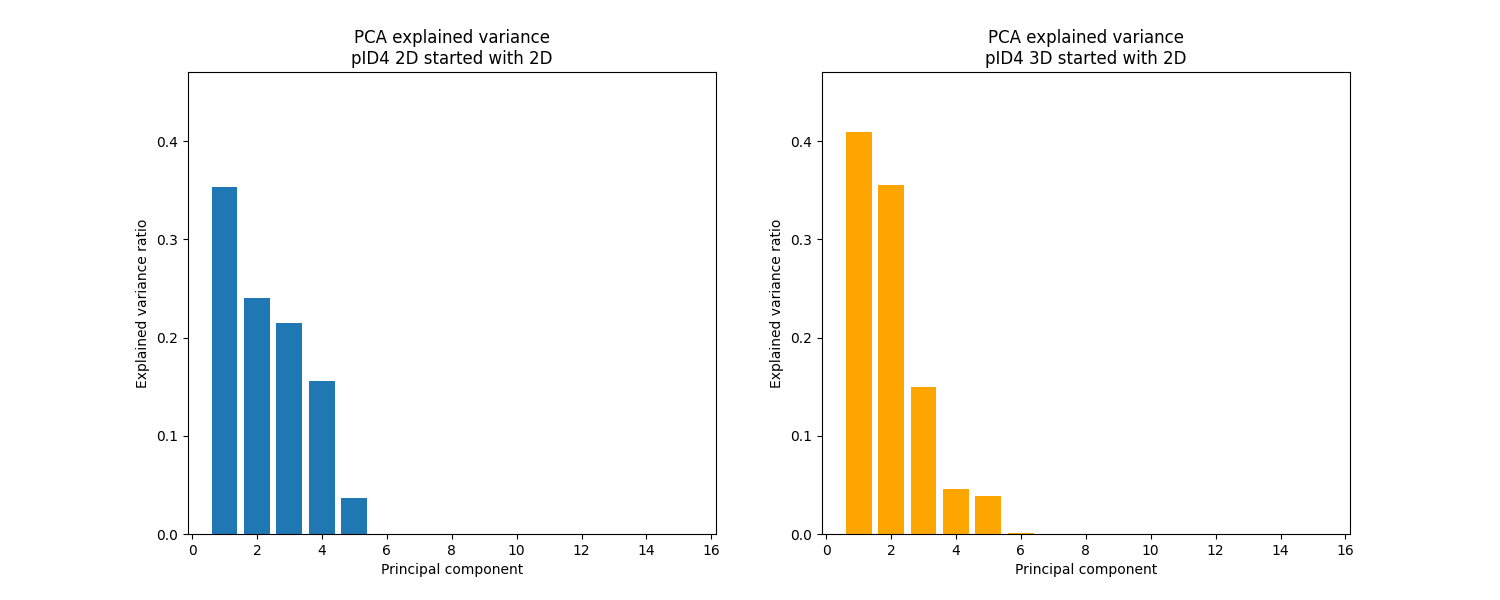 PCA explained variance
pID4 2D started with 2D
Explained variance ratio
0.4
0.3
0.2
0.1
0.0
0 2 4 6 8 10 12 14 16
Principal component
PCA explained variance
pID4 3D started with 2D
Explained variance ratio
0.4
0.3
0.2
0.1
0.0
0 2 4 6 8 10 12 14 16
Principal component